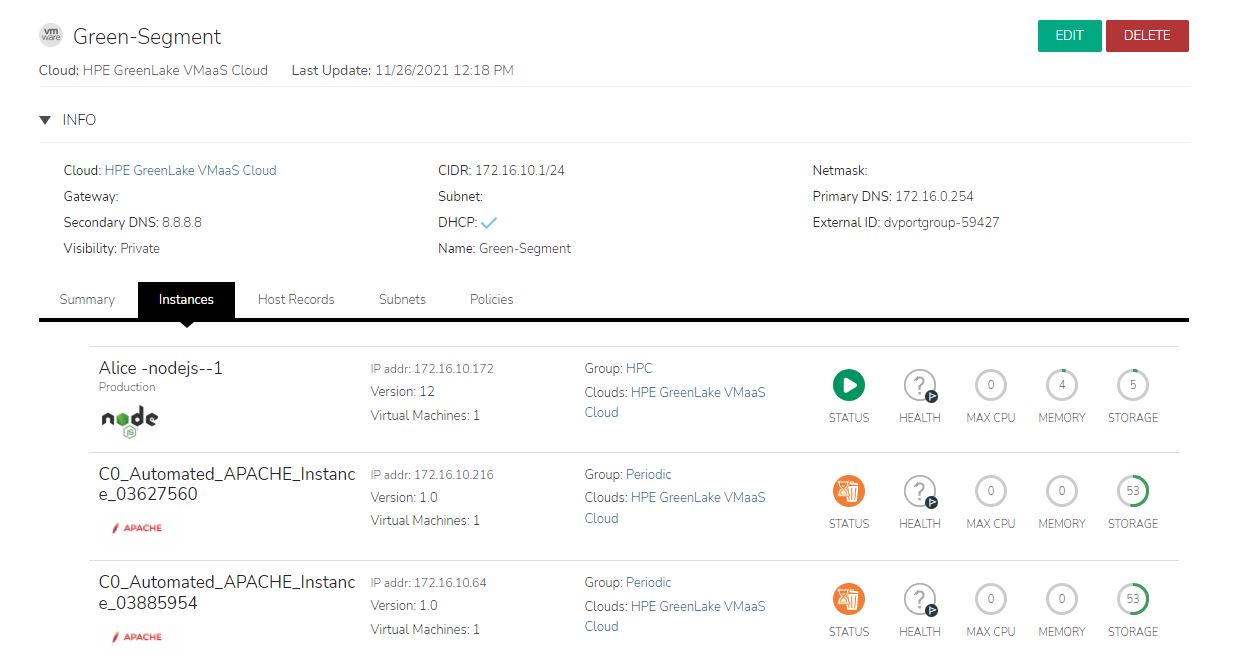 vm ware Green-Segment EDIT DELETE
Cloud: HPE GreenLake VMaaS Cloud Last Update: 11/26/2021 12:18 PM
INFO
Cloud: HPE GreenLake VMaaS Cloud CIDR: 172.16.10.1/24 Netmask:
Gateway: Subnet: Primary DNS: 172.16.0.254
Secondary DNS: 8.8.8.8 DHCP: External ID: dvportgroup-59427
Visibility: Private Name: Green-Segment
Summary Instances Host Records Subnets Policies
Alice -nodejs--1 IP addr: 172.16.10.172 Group: HPC
Production Version: 12 Clouds: HPE GreenLake VMaaS ? 0 4 5
node JS Virtual Machines: 1 Cloud STATUS HEALTH MAX CPU MEMORY STORAGE
C0_Automated_APACHE_Instanc IP addr: 172.16.10.216 Group: Periodic
e_03627560 Version: 1.0 Clouds: HPE GreenLake VMaaS ? 0 0 53
APACHE Virtual Machines: 1 Cloud STATUS HEALTH MAX CPU MEMORY STORAGE
C0_Automated_APACHE_Instanc IP addr: 172.16.10.64 Group: Periodic
e_03885954 Version: 1.0 Clouds: HPE GreenLake VMaaS ? 0 0 53
APACHE Virtual Machines: 1 Cloud STATUS HEALTH MAX CPU MEMORY STORAGE